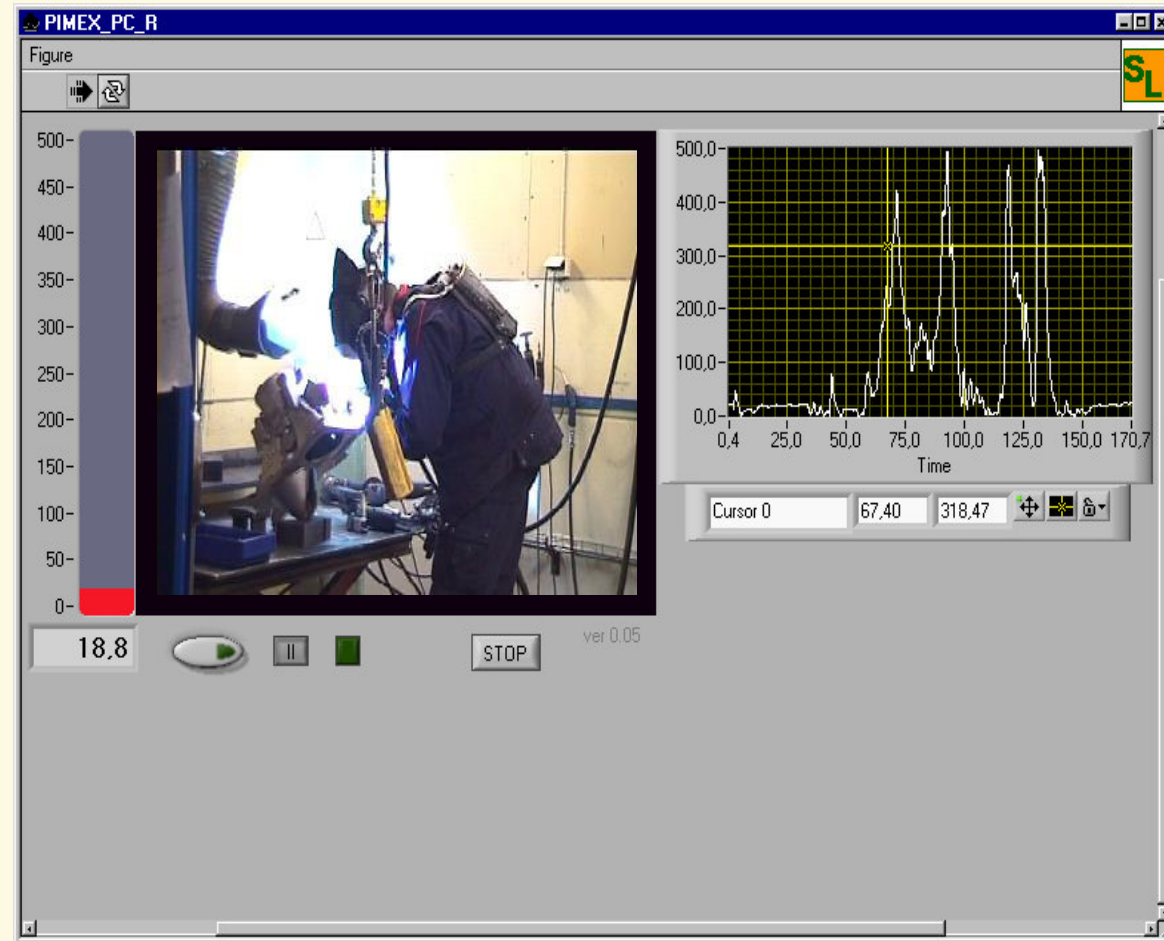 PIMEX_PC_R
Figure
SL
500-
450-
400-
350-
300-
250-
200-
150-
100-
50-
0-
18,8
II
STOP
ver 0.05
500,0-
400,0-
300,0-
200,0-
100,0-
0,0-
0,4 25,0 50,0 75,0 100,0 125,0 150,0 170,7
Time
Cursor 0 67,40 318,47